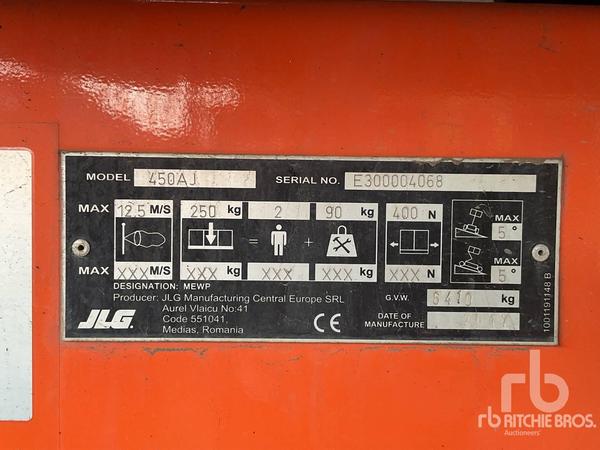 MODEL 450AJ SERIAL NO. E300004068
MAX 12.5 M/S 250 kg 2 90 kg 400 N MAX 5°
= +
MAX XXX M/S XXX kg XXX XXX kg XXX N MAX 5°
DESIGNATION: MEWP
Producer: JLG Manufacturing Central Europe SRL
Aurel Vlaicu No:41
Code 551041,
Medias, Romania
JLG.
CE
G.V.W. 6410 kg
DATE OF
MANUFACTURE
1001191148 B
rb
rb RITCHIE BROS.
Auctioneers